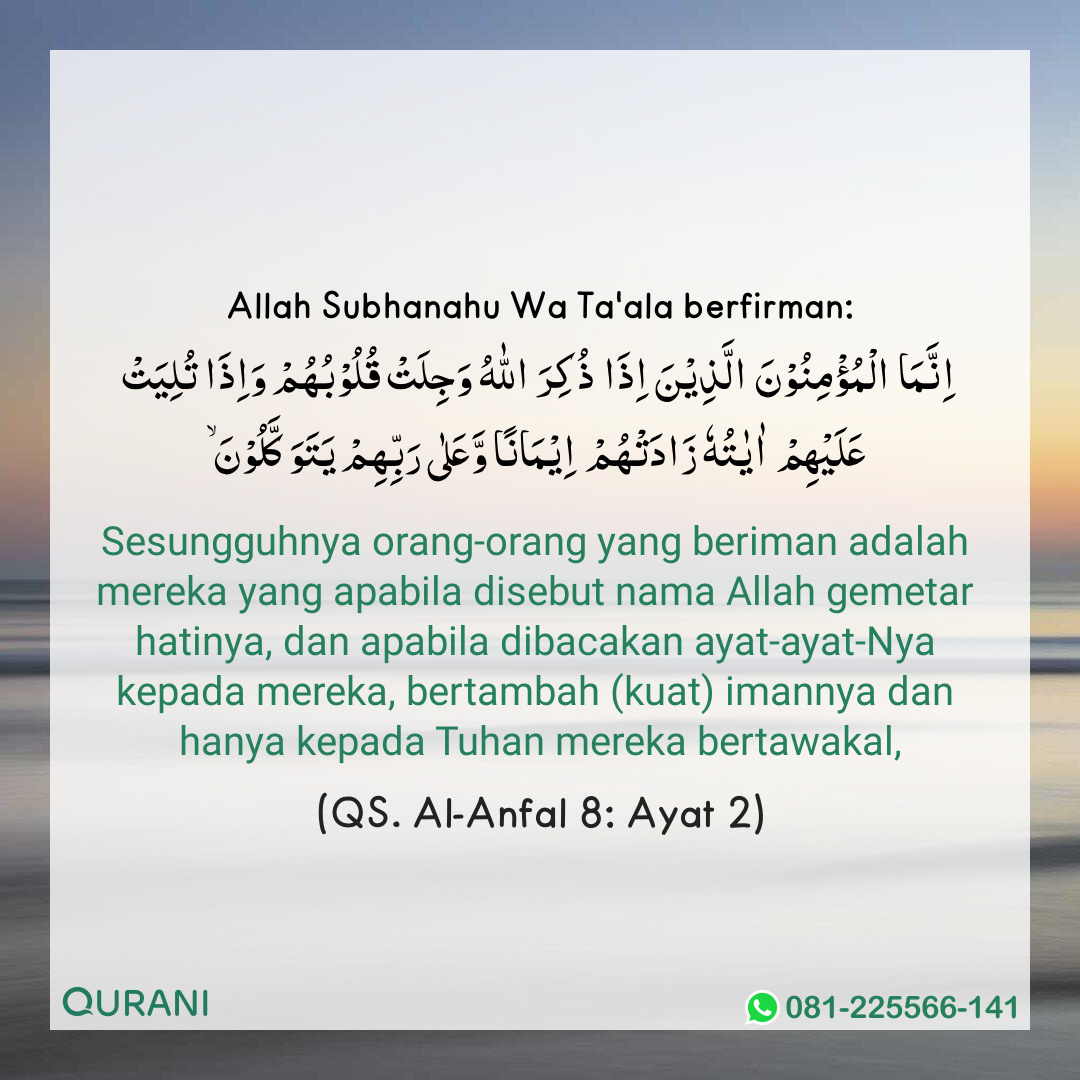 Allah Subhanahu Wa Ta'ala berfirman:
اِنَّمَا الْمُؤْمِنُوْنَ الَّذِيْنَ اِذَا ذُكِرَ اللّٰهُ وَجِلَتْ قُلُوْبُهُمْ وَاِذَا تُلِيَتْ
عَلَيْهِمْ اٰيٰتُهٗ زَادَتْهُمْ اِيْمَانًا وَّعَلٰى رَبِّهِمْ يَتَوَكَّلُوْنَ ۙ
Sesungguhnya orang-orang yang beriman adalah
mereka yang apabila disebut nama Allah gemetar
hatinya, dan apabila dibacakan ayat-ayat-Nya
kepada mereka, bertambah (kuat) imannya dan
hanya kepada Tuhan mereka bertawakal,
(QS. Al-Anfal 8: Ayat 2)
QURANI
081-225566-141